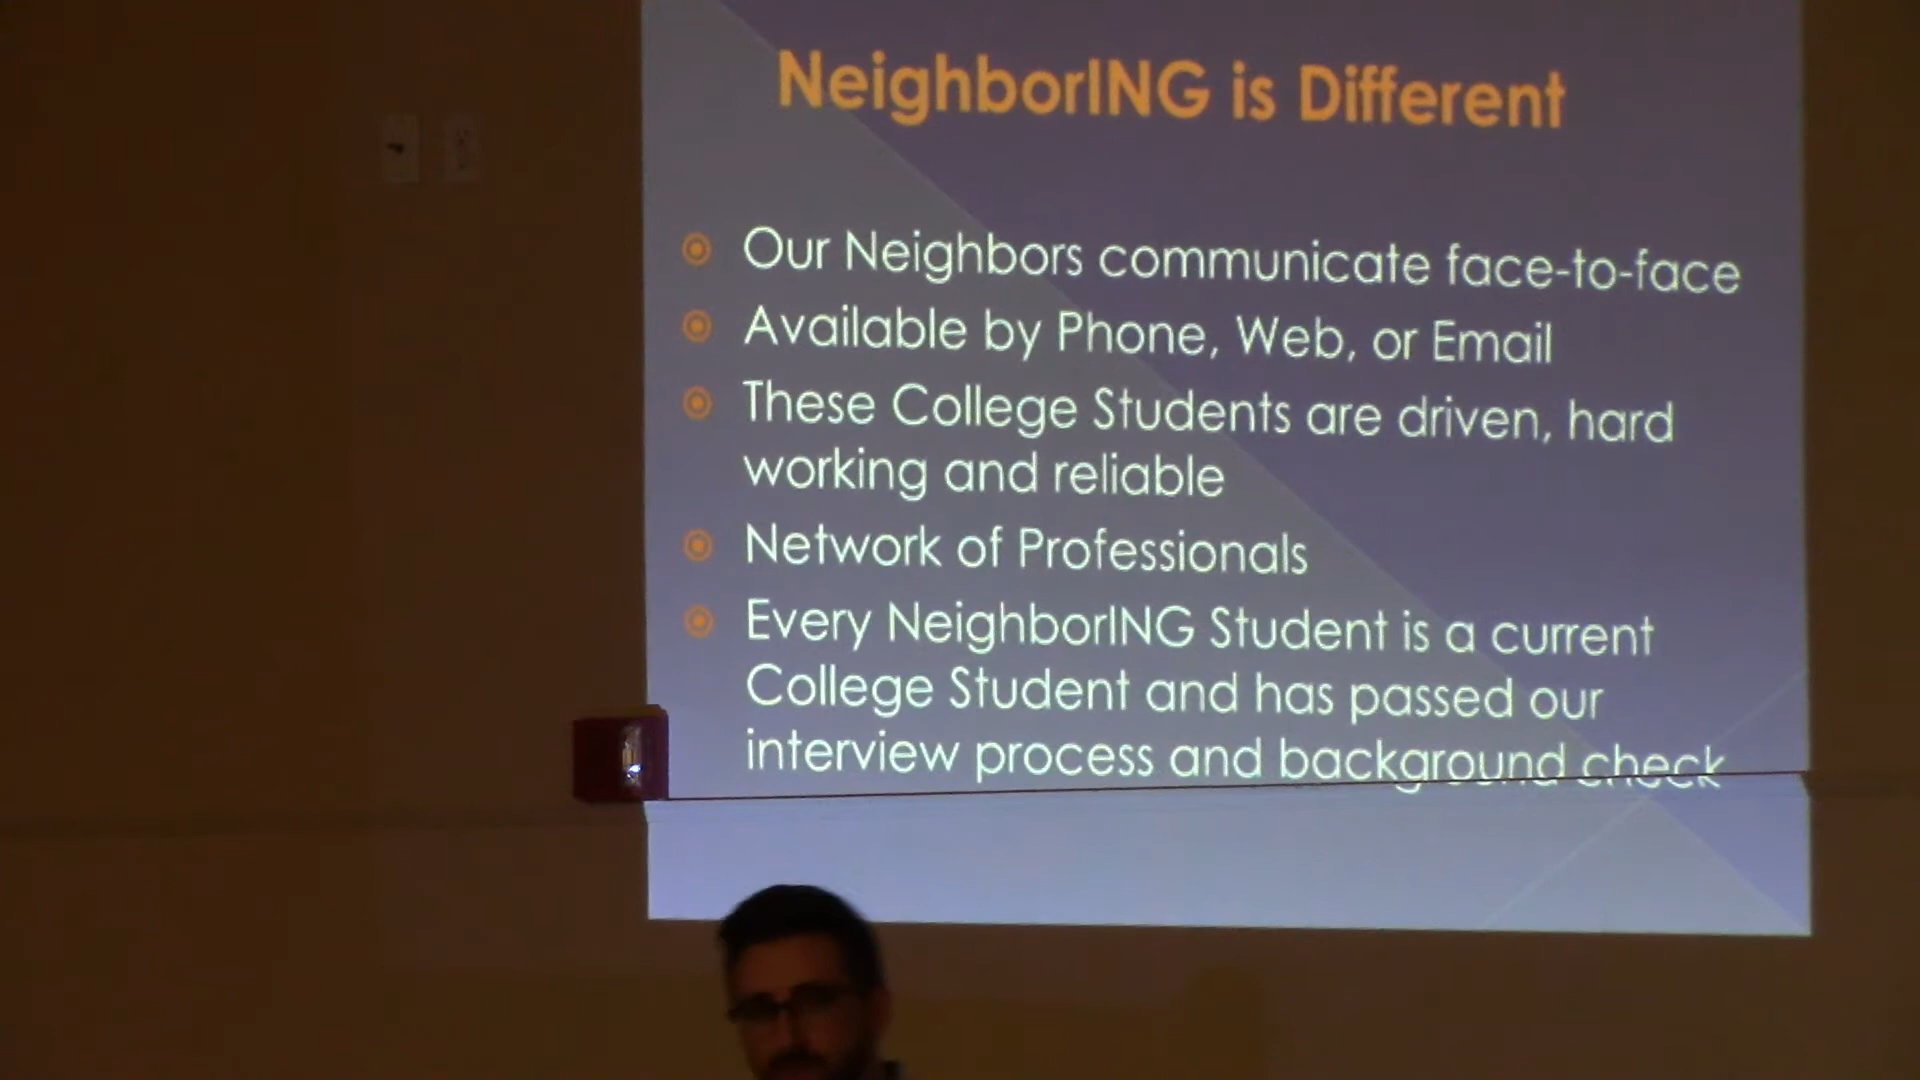 NeighborING is Different
Our Neighbors communicate face-to-face
Available by Phone, Web, or Email
These College Students are driven, hard
working and reliable
Network of Professionals
Every NeighborING Student is a current
College Student and has passed our
interview process and background check